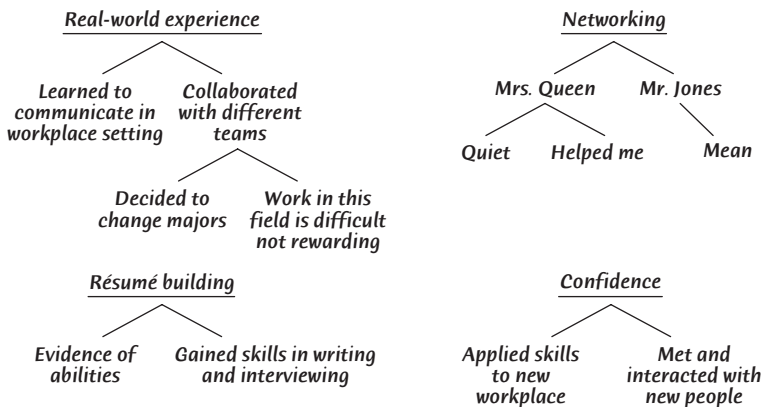 Real-world experience
Learned to
communicate in
workplace setting
Collaborated
with different
teams
Decided to
change majors
Work in this
field is difficult
not rewarding
Networking
Mrs. Queen
Mr. Jones
Quiet
Helped me
Mean
Résumé building
Evidence of
abilities
Gained skills in writing
and interviewing
Confidence
Applied skills
to new
workplace
Met and
interacted with
new people